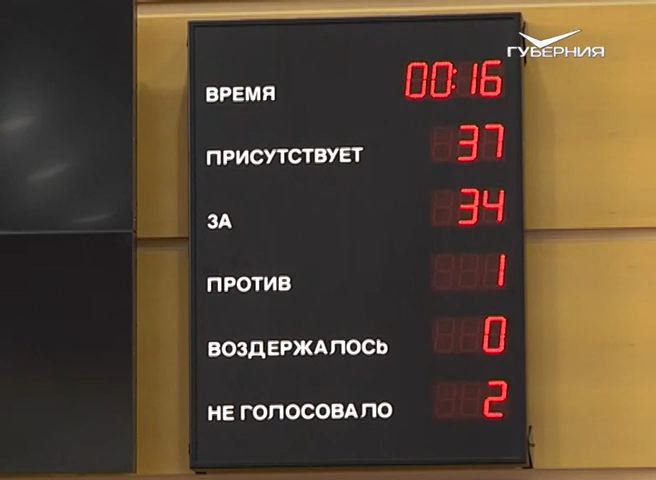 ГУБЕРНИЯ
ВРЕМЯ 00:16
ПРИСУТСТВУЕТ 37
ЗА 34
ПРОТИВ 1
ВОЗДЕРЖАЛОСЬ 0
НЕ ГОЛОСОВАЛО 2